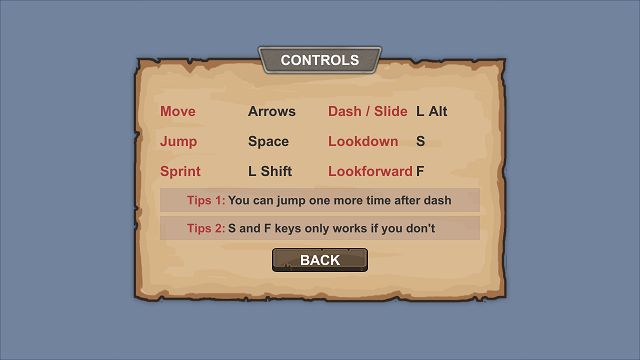 CONTROLS
Move Arrows Dash / Slide L Alt
Jump Space Lookdown S
Sprint L Shift Lookforward F
Tips 1: You can jump one more time after dash
Tips 2: S and F keys only works if you don't
BACK